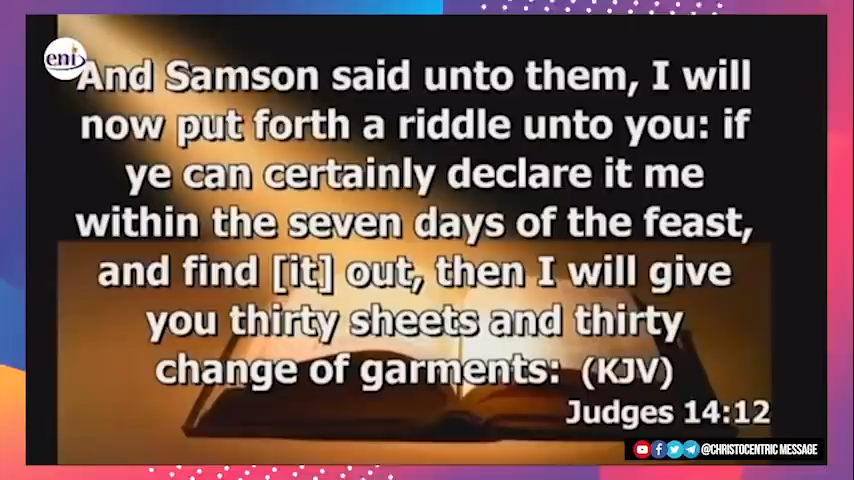 eni
And Samson said unto them, I will
now put forth a riddle unto you: if
ye can certainly declare it me
within the seven days of the feast,
and find [it] out, then I will give
you thirty sheets and thirty
change of garments: (KJV)
Judges 14:12
@CHRISTOCENTRIC MESSAGE